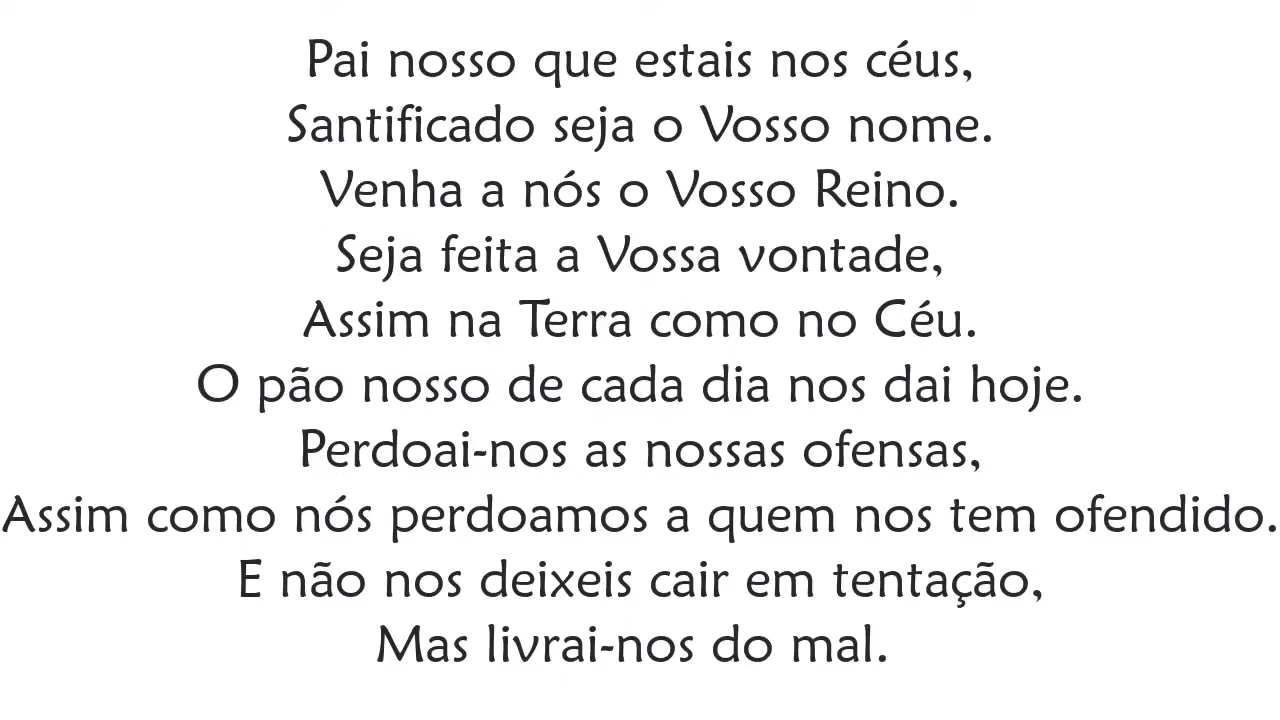 Pai nosso que estais nos céus,
Santificado seja o Vosso nome.
Venha a nós o Vosso Reino.
Seja feita a Vossa vontade,
Assim na Terra como no Céu.
O pão nosso de cada dia nos dai hoje.
Perdoai-nos as nossas ofensas,
Assim como nós perdoamos a quem nos tem ofendido.
E não nos deixeis cair em tentação,
Mas livrai-nos do mal.